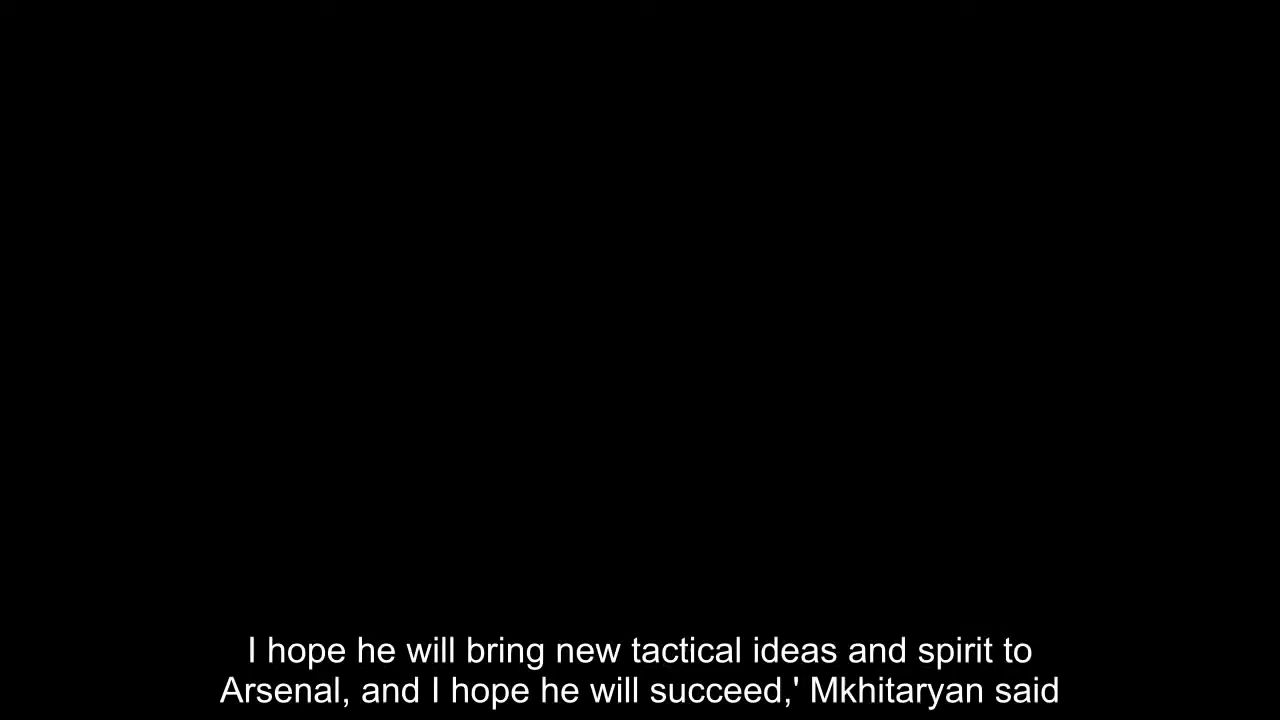 I hope he will bring new tactical ideas and spirit to
Arsenal, and I hope he will succeed,' Mkhitaryan said